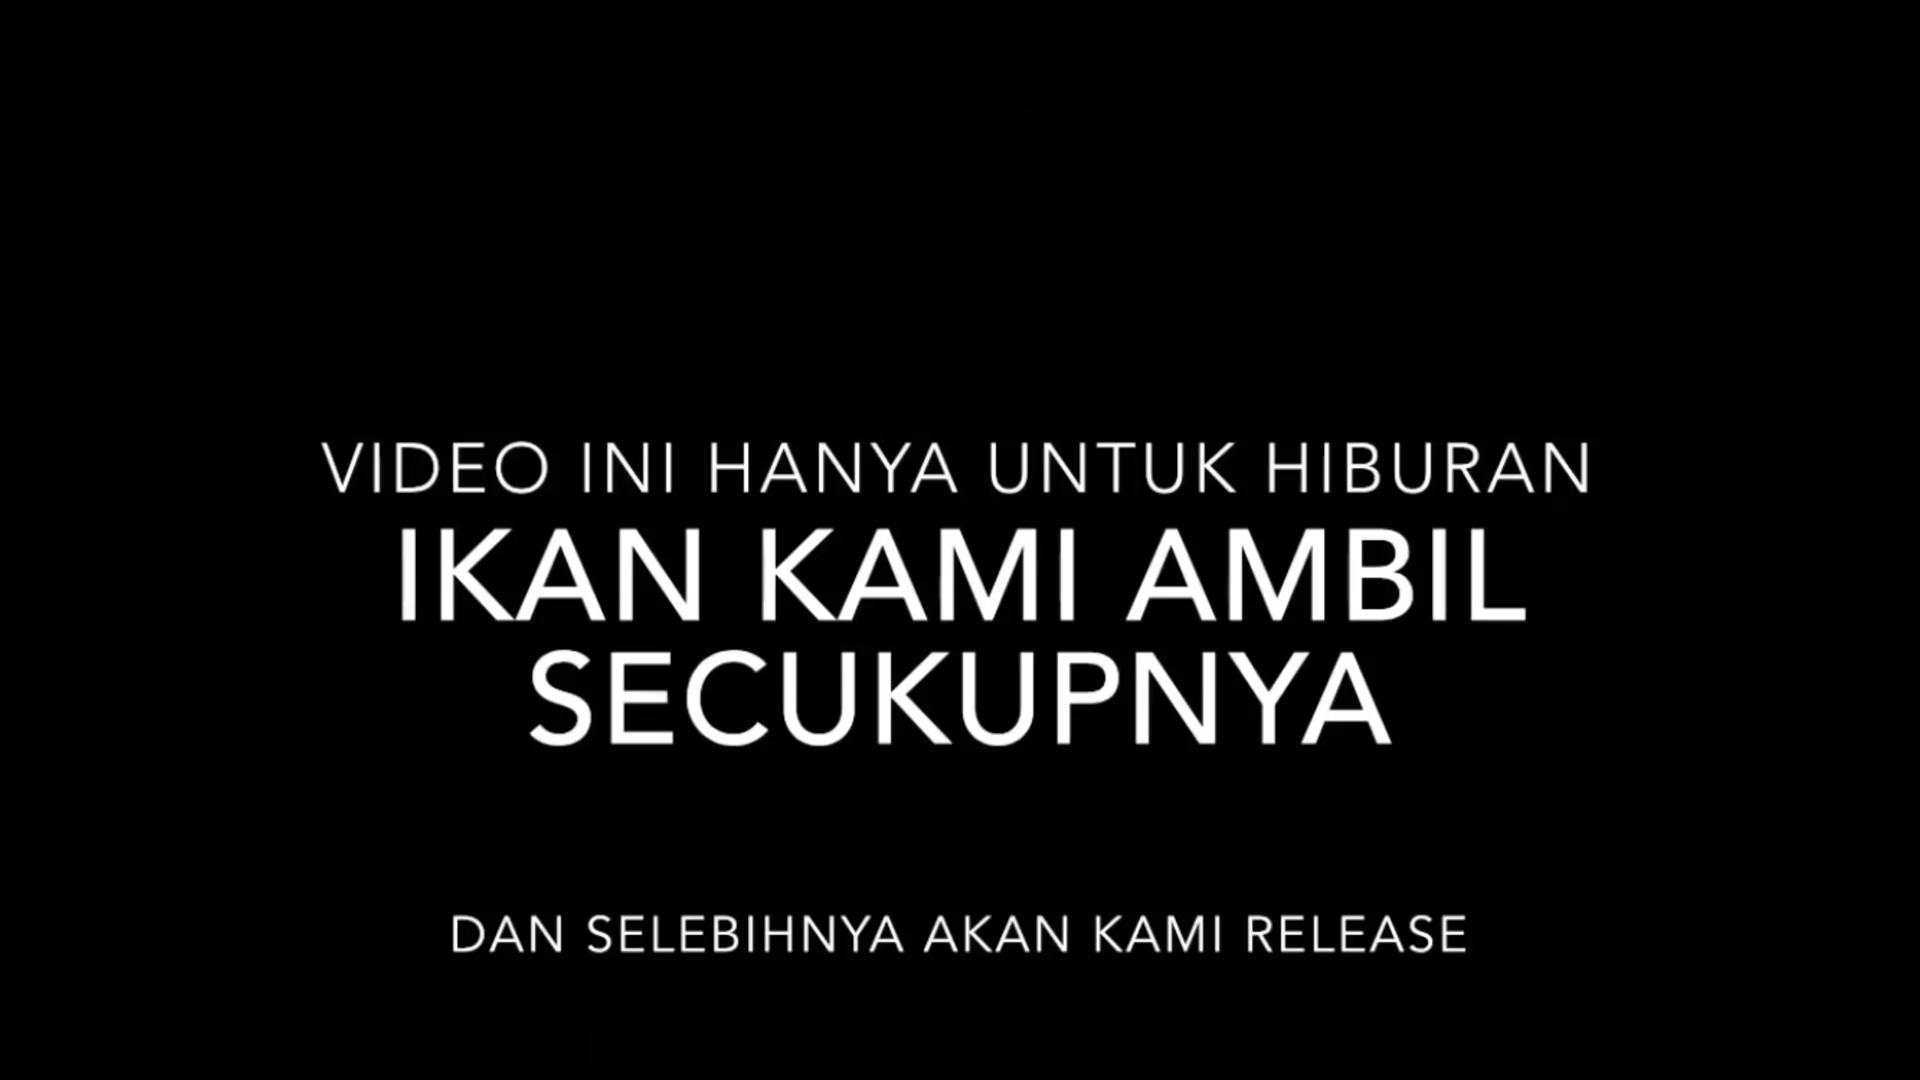 VIDEO INI HANYA UNTUK HIBURAN
IKAN KAMI AMBIL
SECUKUPNYA
DAN SELEBIHNYA AKAN KAMI RELEASE